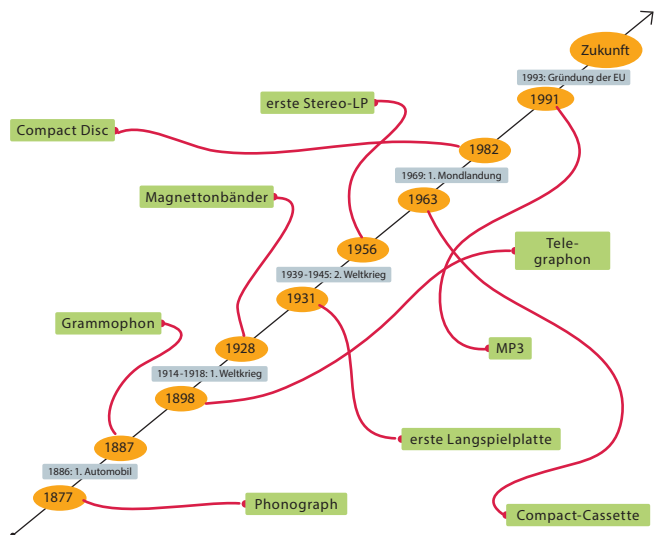 Zukunft
1993: Gründung der EU
1991
erste Stereo-LP
Compact Disc
1982
1969: 1. Mondlandung
Magnettonbänder
1963
Tele-
graphon
1956
1939-1945: 2. Weltkrieg
1931
Grammophon
1928
MP3
1914-1918: 1. Weltkrieg
1898
erste Langspielplatte
1887
1886: 1. Automobil
1877
Phonograph
Compact-Cassette